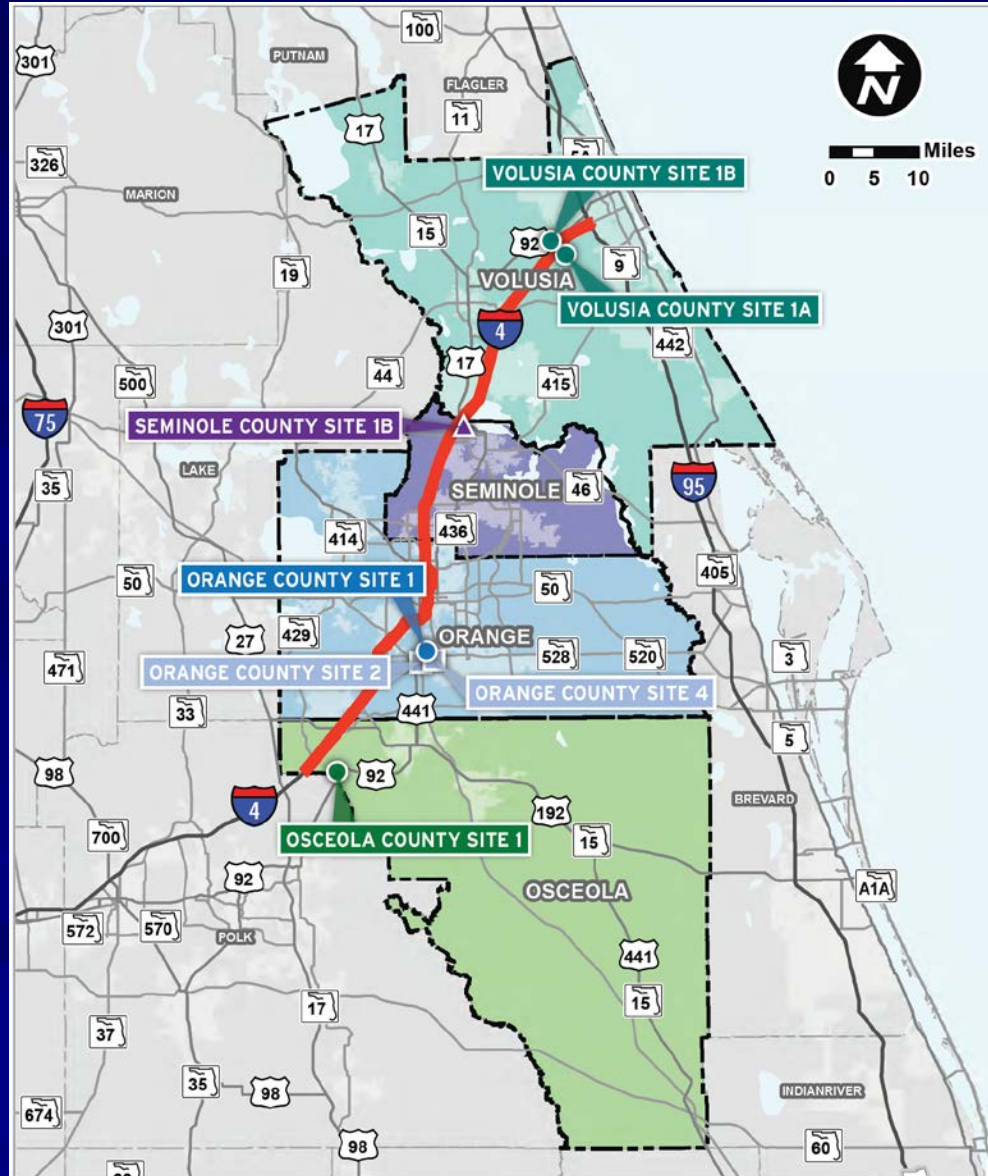 100
301
PUTNAM
FLAGLER
11
17
N
Miles
0 5 10
326
MARION
VOLUSIA COUNTY SITE 1B
15
92
9
19
VOLUSIA
VOLUSIA COUNTY SITE 1A
301
4
442
17
44
415
500
75
SEMINOLE COUNTY SITE 1B
LAKE
35
SEMINOLE
46
95
436
414
ORANGE COUNTY SITE 1
50
50
405
429
27
ORANGE
528
520
3
471
ORANGE COUNTY SITE 2
ORANGE COUNTY SITE 4
441
33
5
98
92
4
BREVARD
192
700
15
OSCEOLA COUNTY SITE 1
92
OSCEOLA
A1A
572
570
POLK
441
17
15
37
35
98
INDIANRIVER
674
98
60